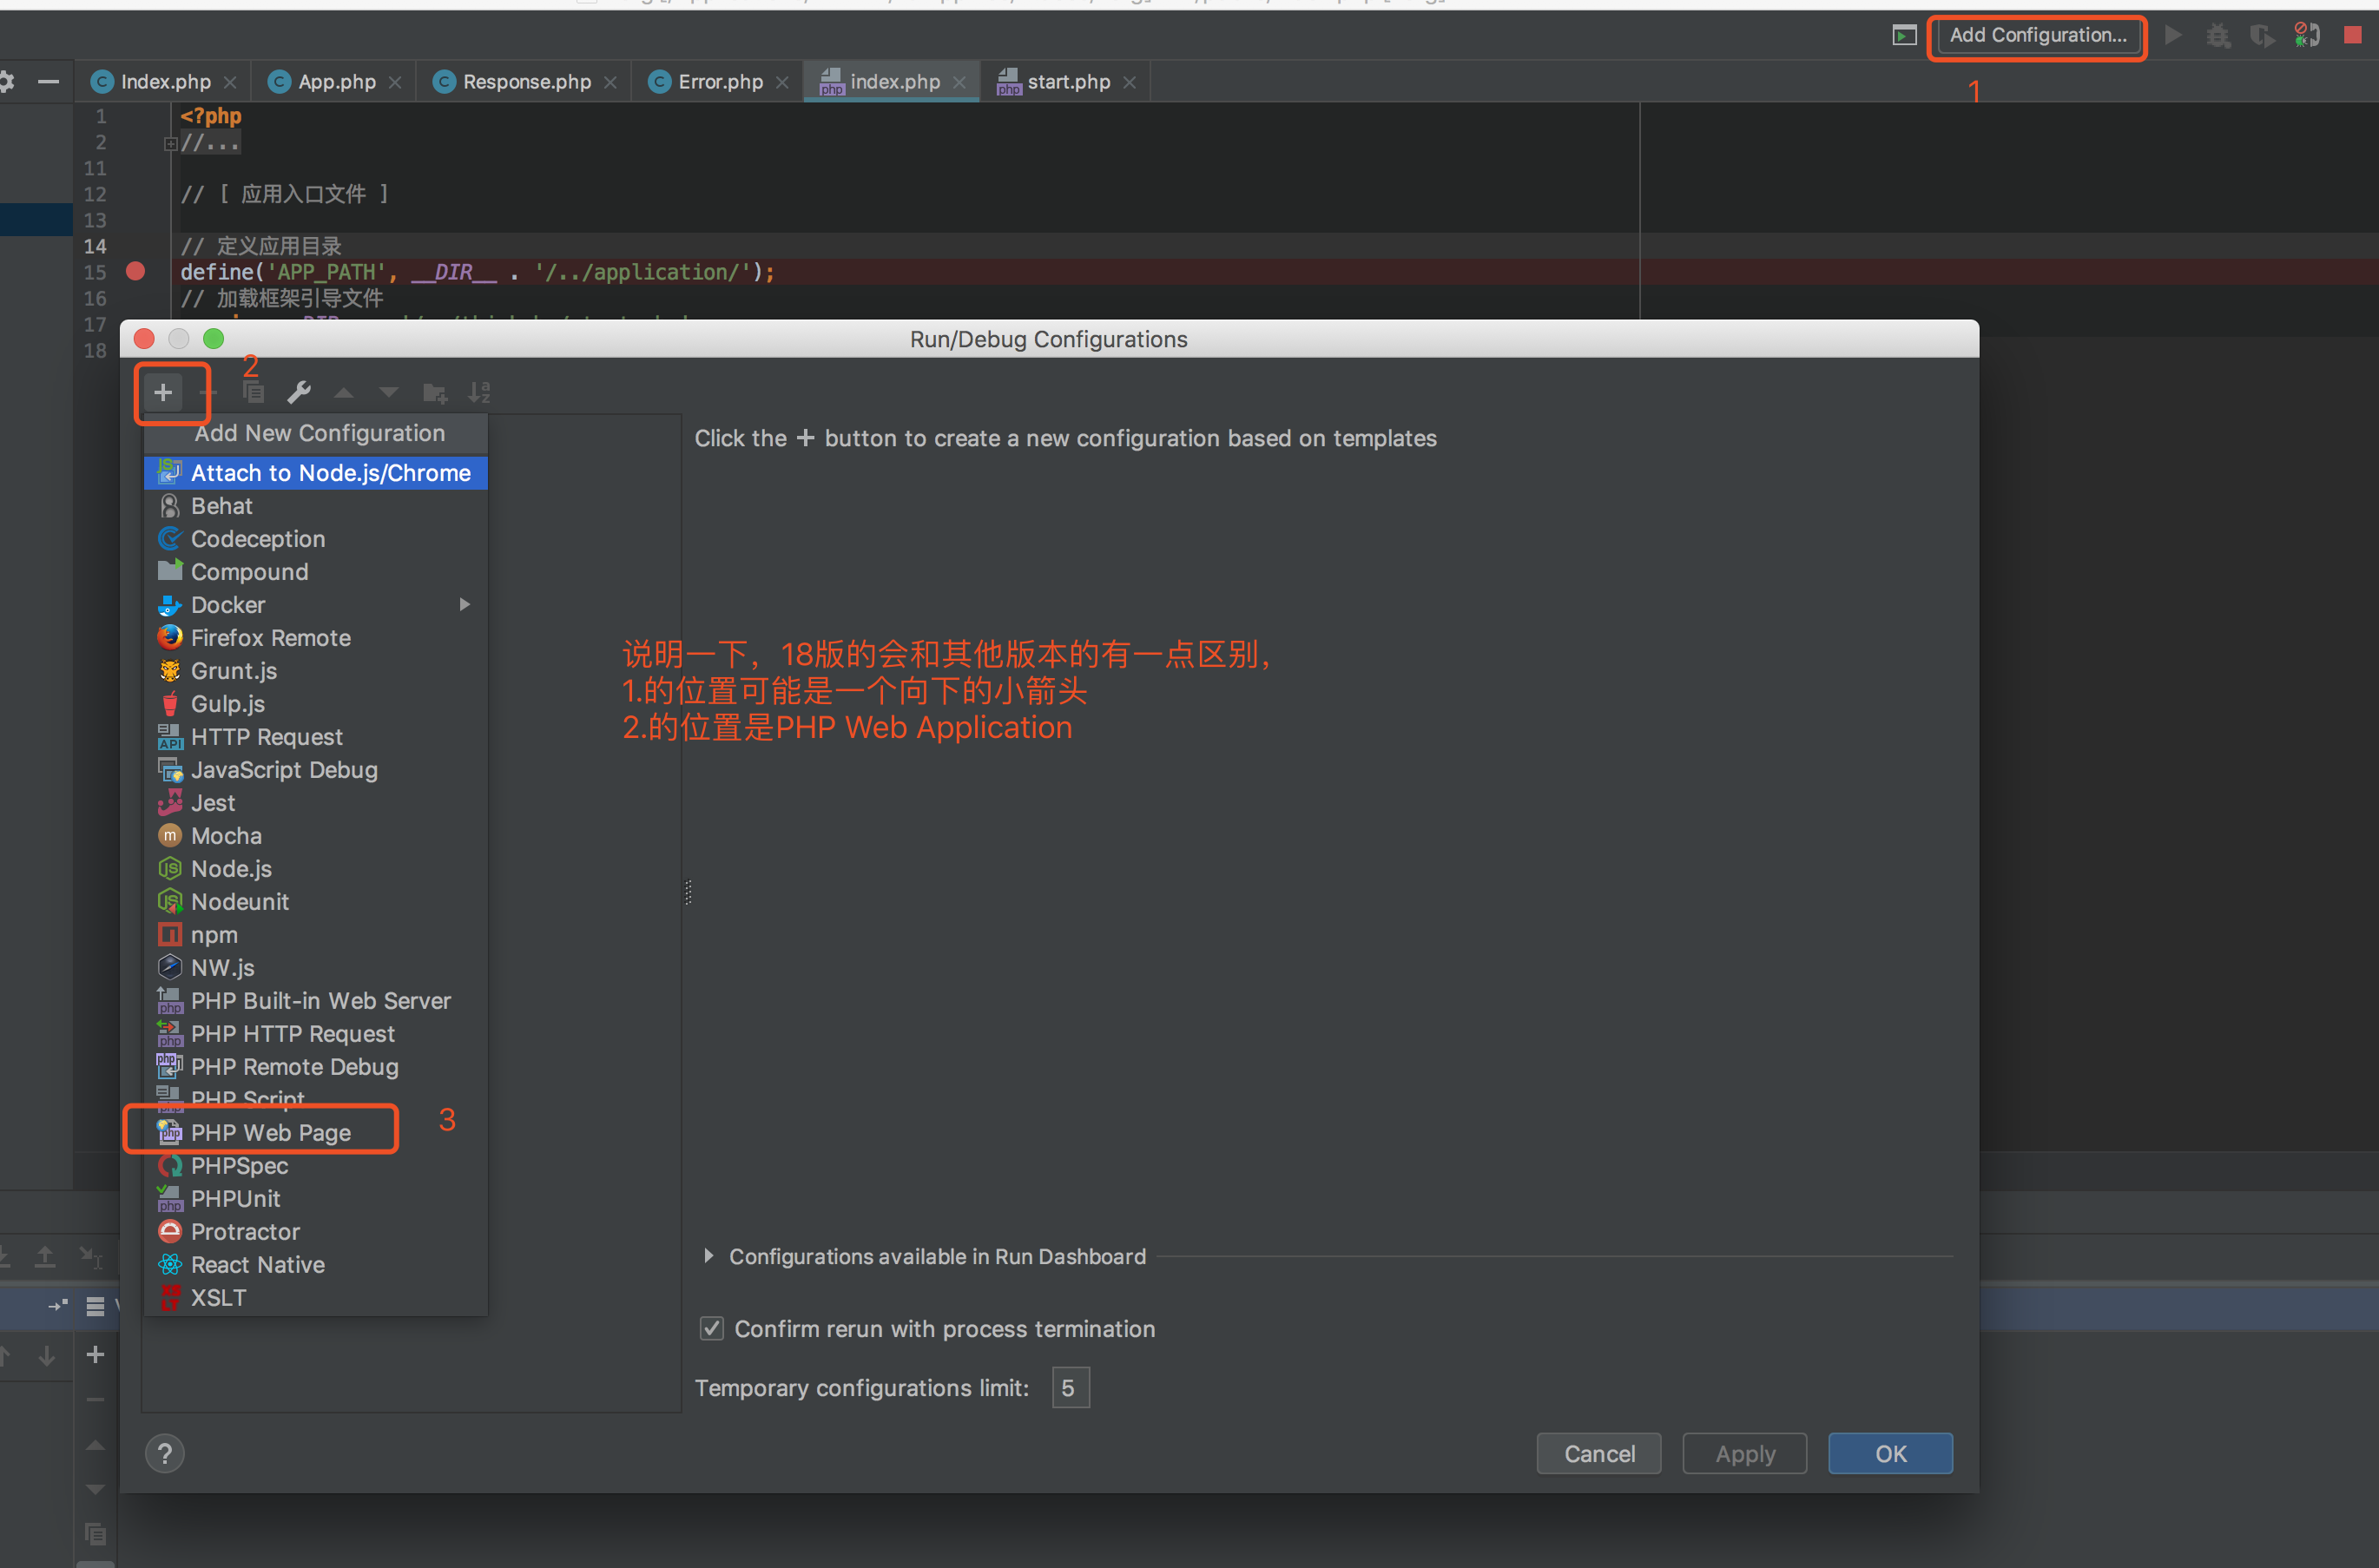 Add Configuration...
1
Index.php
App.php
Response.php
Error.php
index.php
start.php
1 <?php
2 //...
11
12 // [ 应用入口文件 ]
13
14 // 定义应用目录
15 define('APP_PATH', __DIR__ . '/../application/');
16 // 加载框架引导文件
17
18
Run/Debug Configurations
2
Add New Configuration
Click the + button to create a new configuration based on templates
Attach to Node.js/Chrome
Behat
Codeception
Compound
Docker
Firefox Remote
Grunt.js
Gulp.js
HTTP Request
JavaScript Debug
Jest
Mocha
Node.js
Nodeunit
npm
NW.js
PHP Built-in Web Server
PHP HTTP Request
PHP Remote Debug
PHP Script
PHP Web Page
3
PHPSpec
PHPUnit
Protractor
React Native
XSLT
说明一下，18版的会和其他版本的有一点区别，
1.的位置可能是一个向下的小箭头
2.的位置是PHP Web Application
Configurations available in Run Dashboard
Confirm rerun with process termination
Temporary configurations limit: 5
?
Cancel
Apply
OK